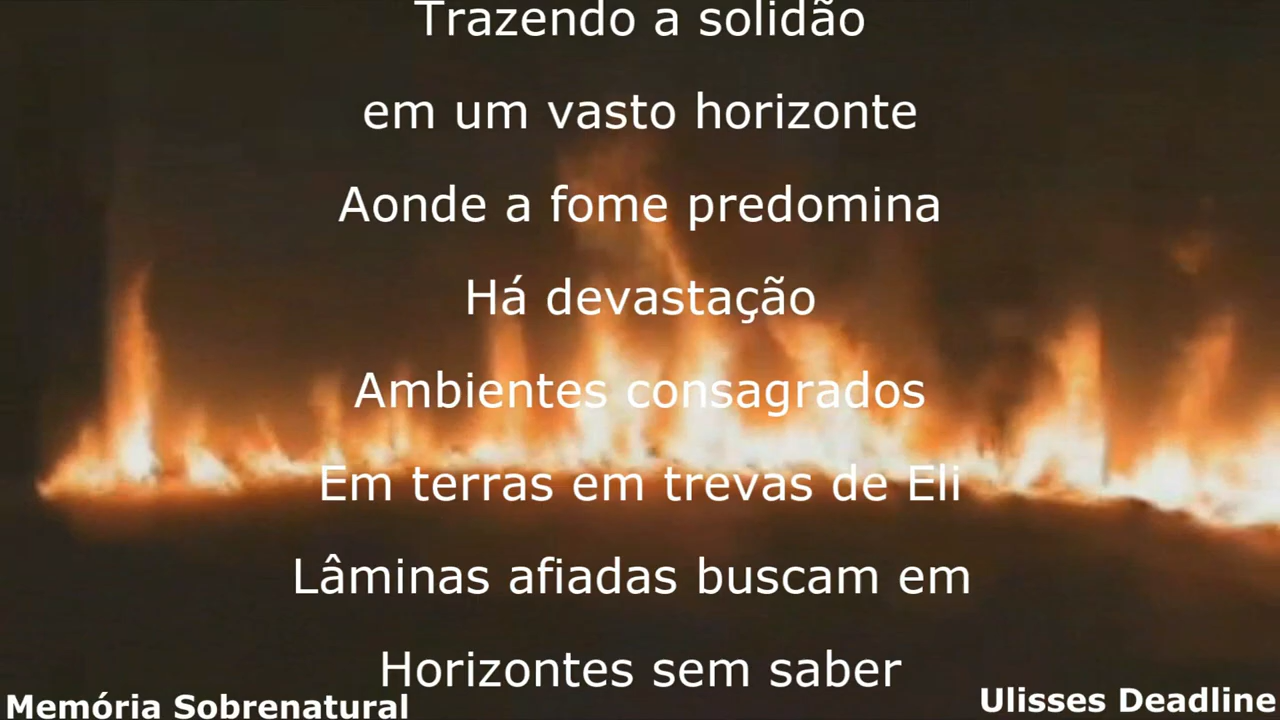 Trazendo a solidão
em um vasto horizonte
Aonde a fome predomina
Há devastação
Ambientes consagrados
Em terras em trevas de Eli
Lâminas afiadas buscam em
Horizontes sem saber
Memória Sobrenatural
Ulisses Deadline